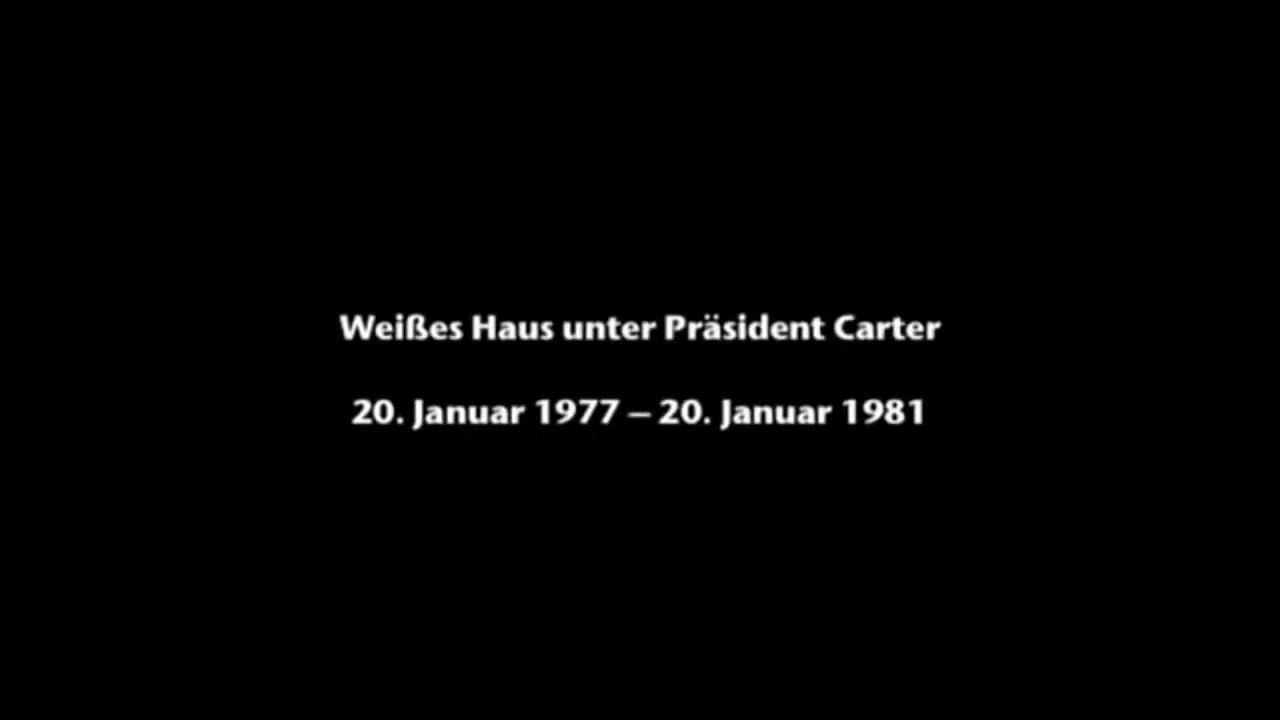 Weißes Haus unter Präsident Carter
20. Januar 1977 – 20. Januar 1981